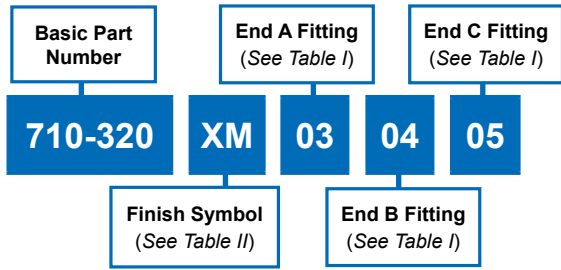 Basic Part
Number
End A Fitting
(See Table I)
End C Fitting
(See Table I)
710-320
XM
03
04
05
Finish Symbol
(See Table II)
End B Fitting
(See Table I)